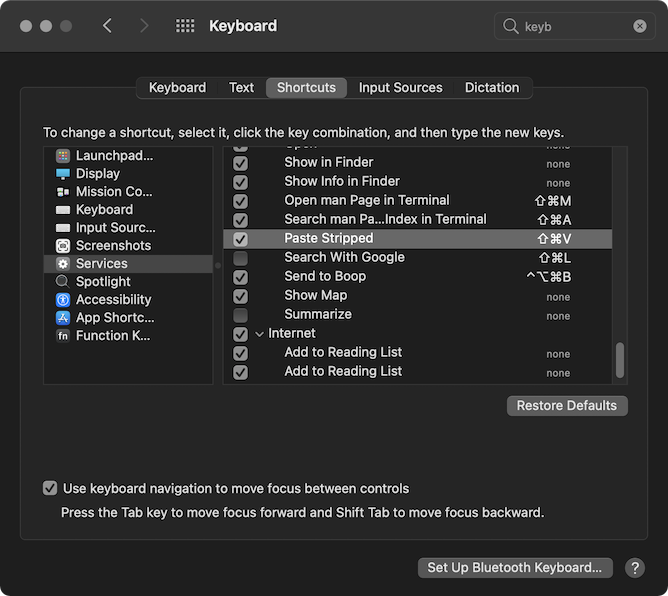 Keyboard
keyb
Keyboard Text Shortcuts Input Sources Dictation
To change a shortcut, select it, click the key combination, and then type the new keys.
Launchpad...
Display
Mission Co...
Keyboard
Input Sourc...
Screenshots
Services
Spotlight
Accessibility
App Shortc...
fn Function K...
Show in Finder none
Show Info in Finder none
Open man Page in Terminal ⇧⌘M
Search man Pa...Index in Terminal ⇧⌘A
Paste Stripped ⇧⌘V
Search With Google ⇧⌘L
Send to Boop ^⌥⌘B
Show Map none
Summarize none
Internet
Add to Reading List none
Add to Reading List none
Restore Defaults
Use keyboard navigation to move focus between controls
Press the Tab key to move focus forward and Shift Tab to move focus backward.
Set Up Bluetooth Keyboard... ?